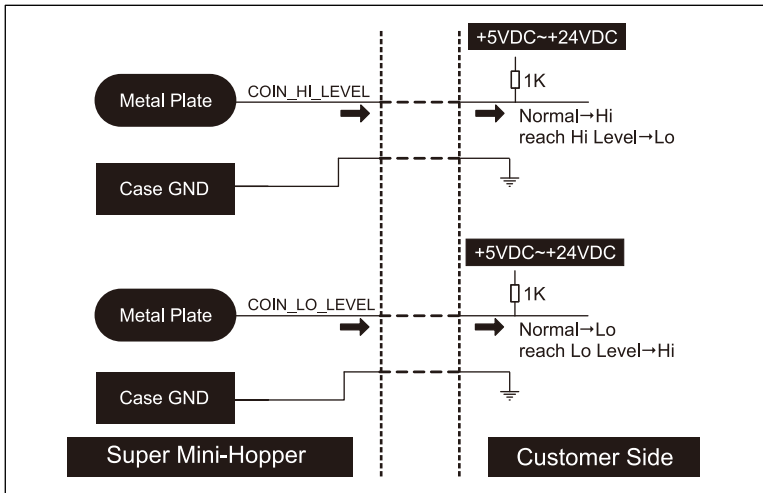 +5VDC~+24VDC
1K
Metal Plate
COIN_HI_LEVEL
Normal→Hi
reach Hi Level→Lo
Case GND
+5VDC~+24VDC
1K
Metal Plate
COIN_LO_LEVEL
Normal→Lo
reach Lo Level→Hi
Case GND
Super Mini-Hopper
Customer Side